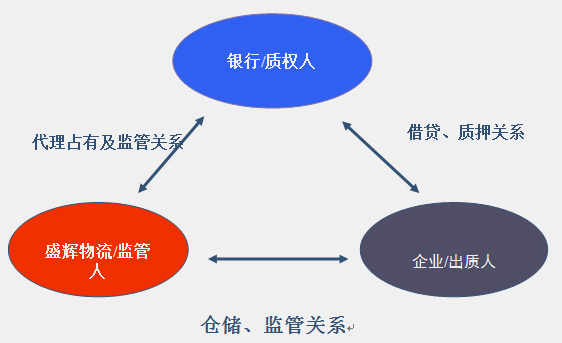 银行/质权人
代理占有及监管关系
借贷、质押关系
盛辉物流/监管
人
企业/出质人
仓储、监管关系